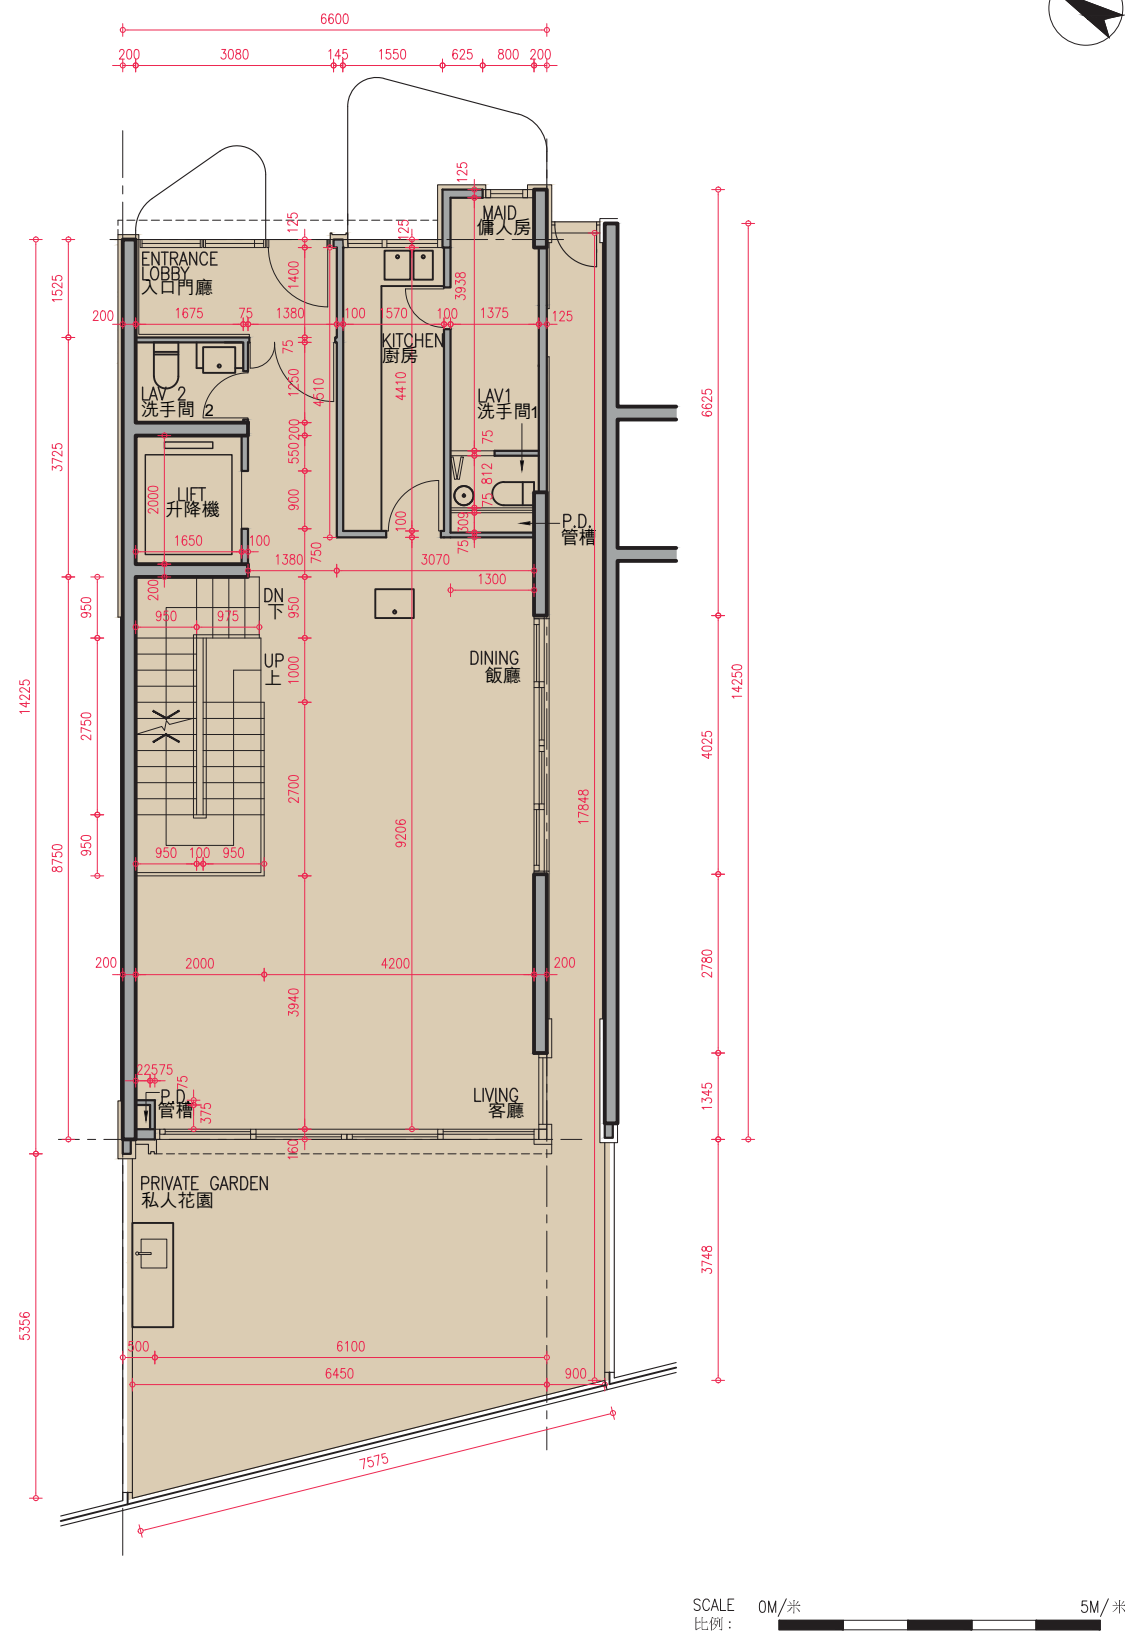 6600
200 3080 145 1550 625 800 200
125
MAID
傭人房
125
125
ENTRANCE
LOBBY
入口門廳
1400
3938
1525
200 1675 75 1380 100 1570 100 1375 125
KITCHEN
廚房
75
LAV 2
洗手間 2
1250
4610
4410
LAV1
洗手間1
6625
3725
200
550
75
812
LIFT
升降機
2000
900
75
309
100
P.D.
管槽
1650 100
750
75
1380 3070
1300
200
DN
下
950
950
950 975
UP
上
1000
DINING
飯廳
14225
14250
2750
4025
2700
17848
9206
8750
950
950 100 950
200 2000 4200 200
2780
3940
22575
75
P.D.
管槽
375
LIVING
客廳
1345
160
PRIVATE GARDEN
私人花園
3748
5356
500 6100
6450 900
7575
SCALE 0M/米 5M/米
比例 :